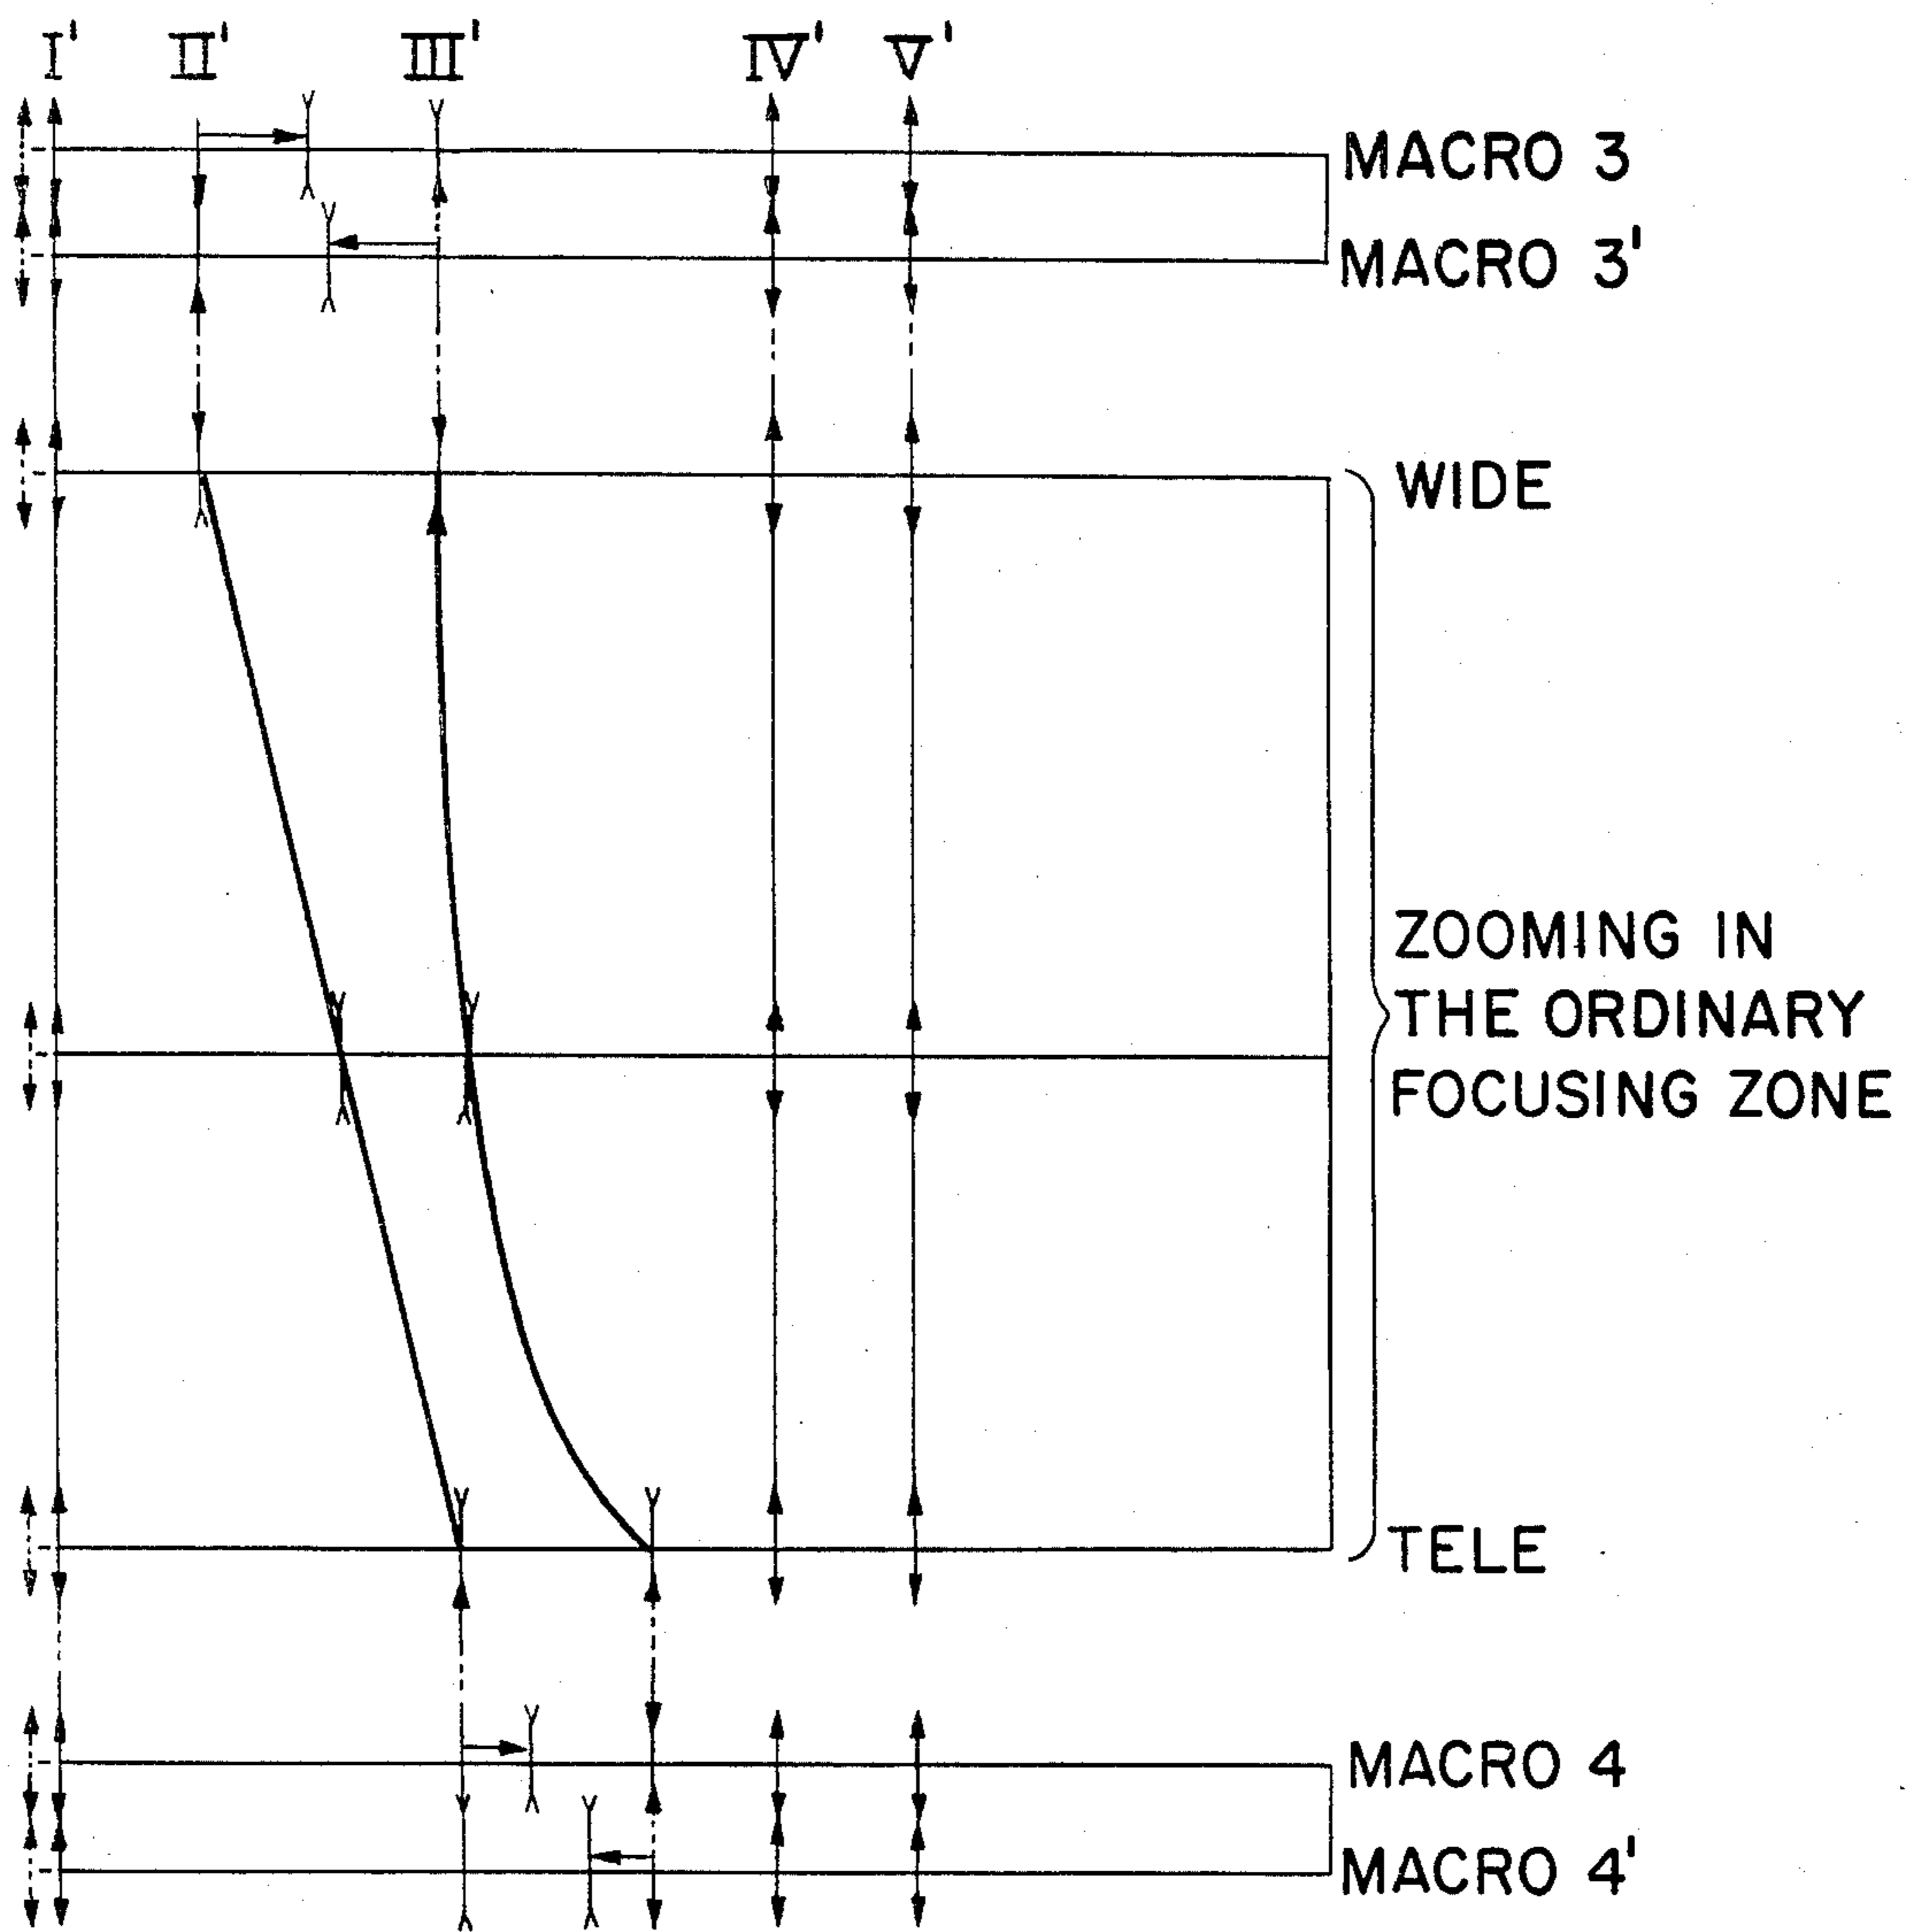 I' II' III' IV' V'
MACRO 3
MACRO 3'
WIDE
ZOOMING IN
THE ORDINARY
FOCUSING ZONE
TELE
MACRO 4
MACRO 4'